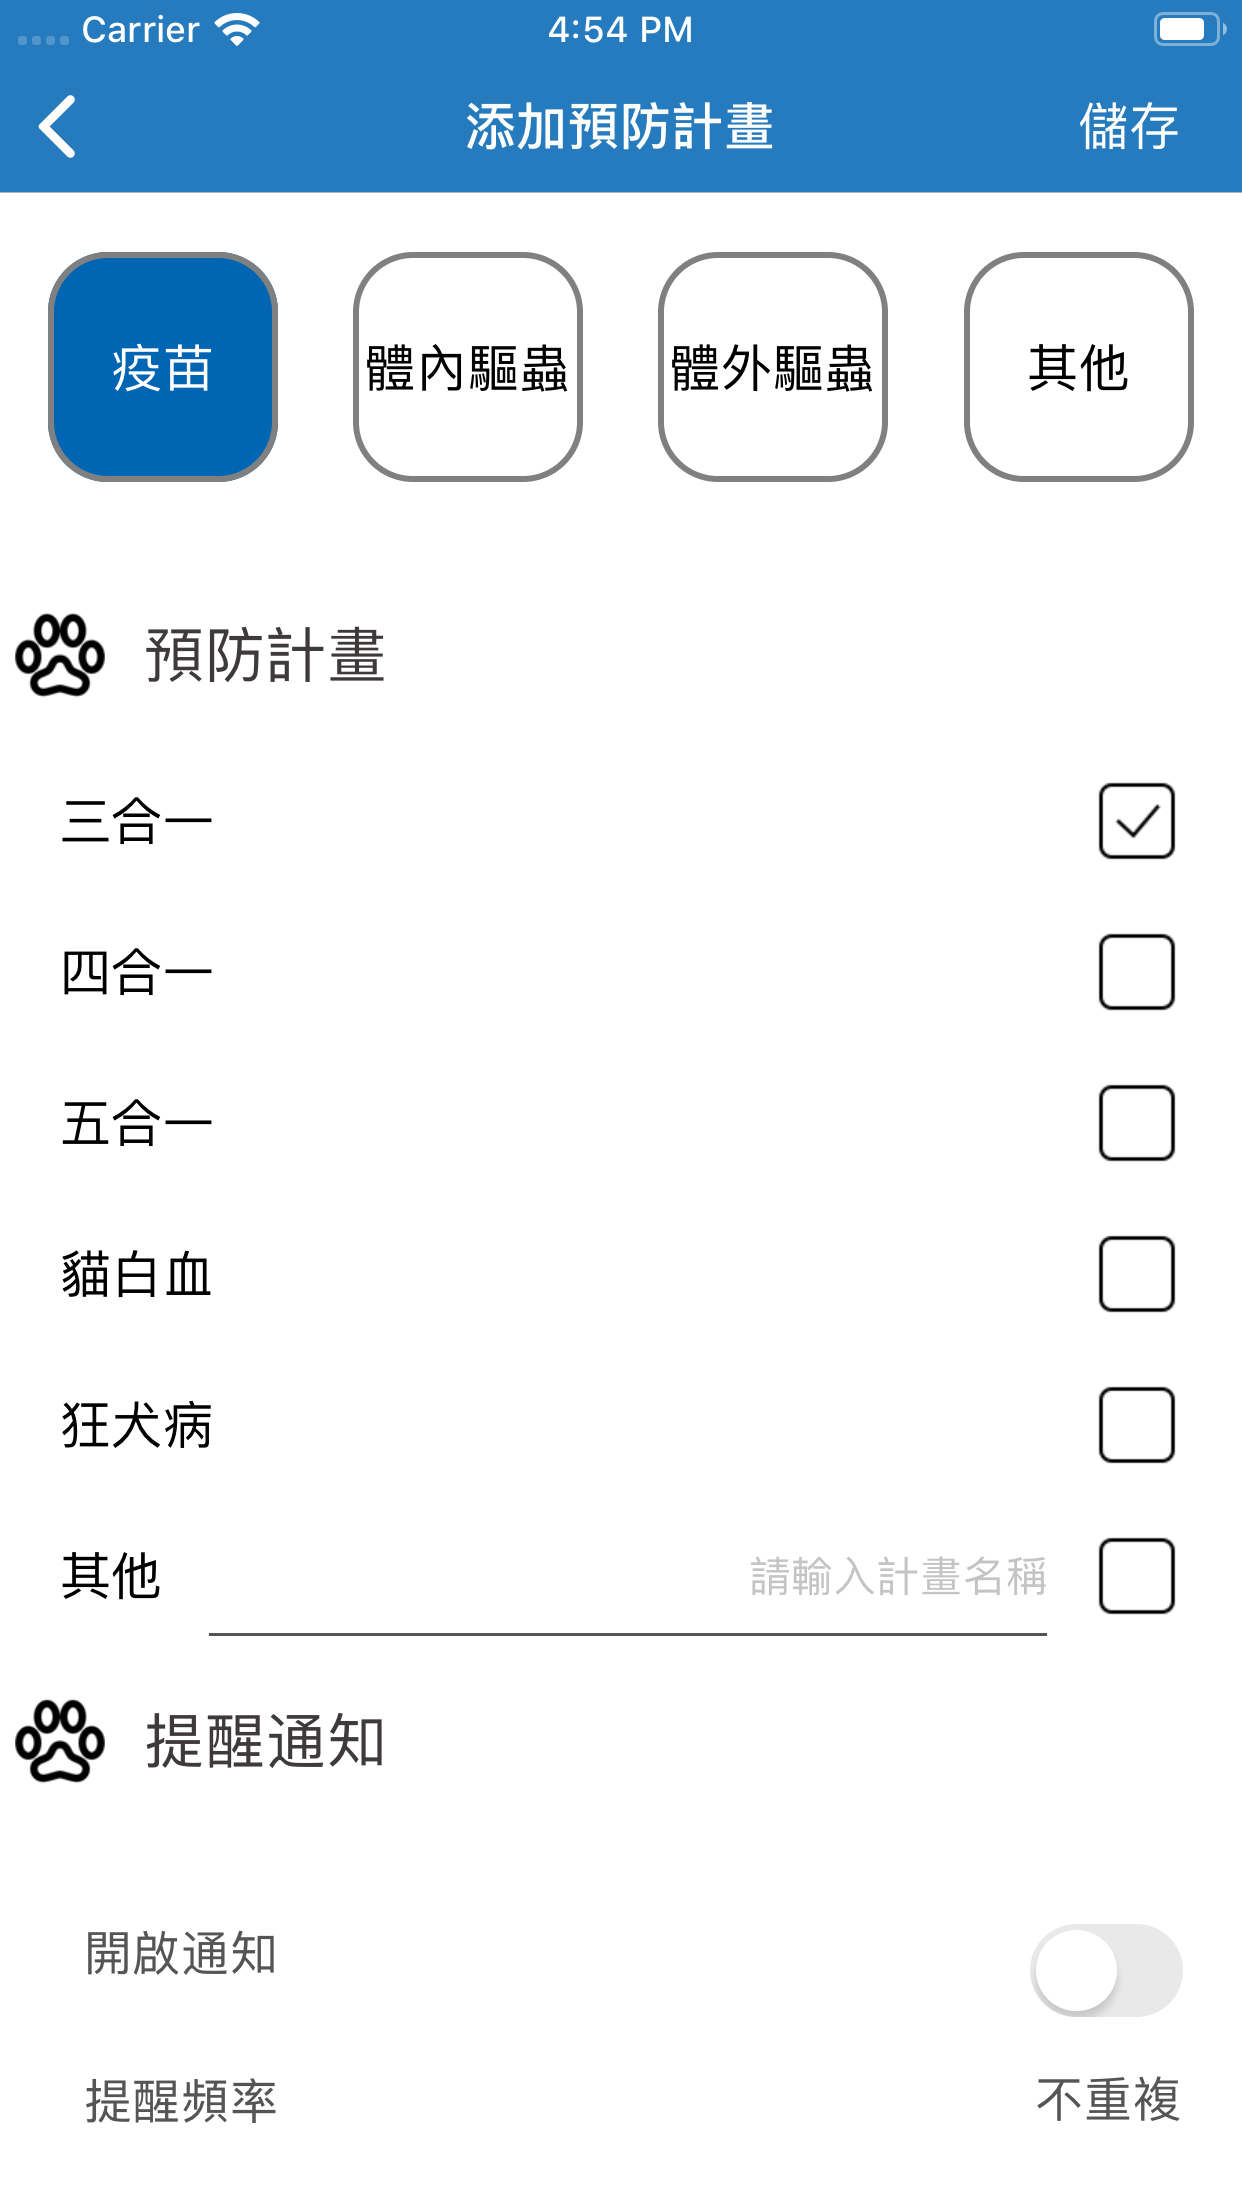 Carrier 4:54 PM
添加預防計畫 儲存
疫苗 體內驅蟲 體外驅蟲 其他
預防計畫
三合一
四合一
五合一
貓白血
狂犬病
其他 請輸入計畫名稱
提醒通知
開啟通知
提醒頻率 不重複